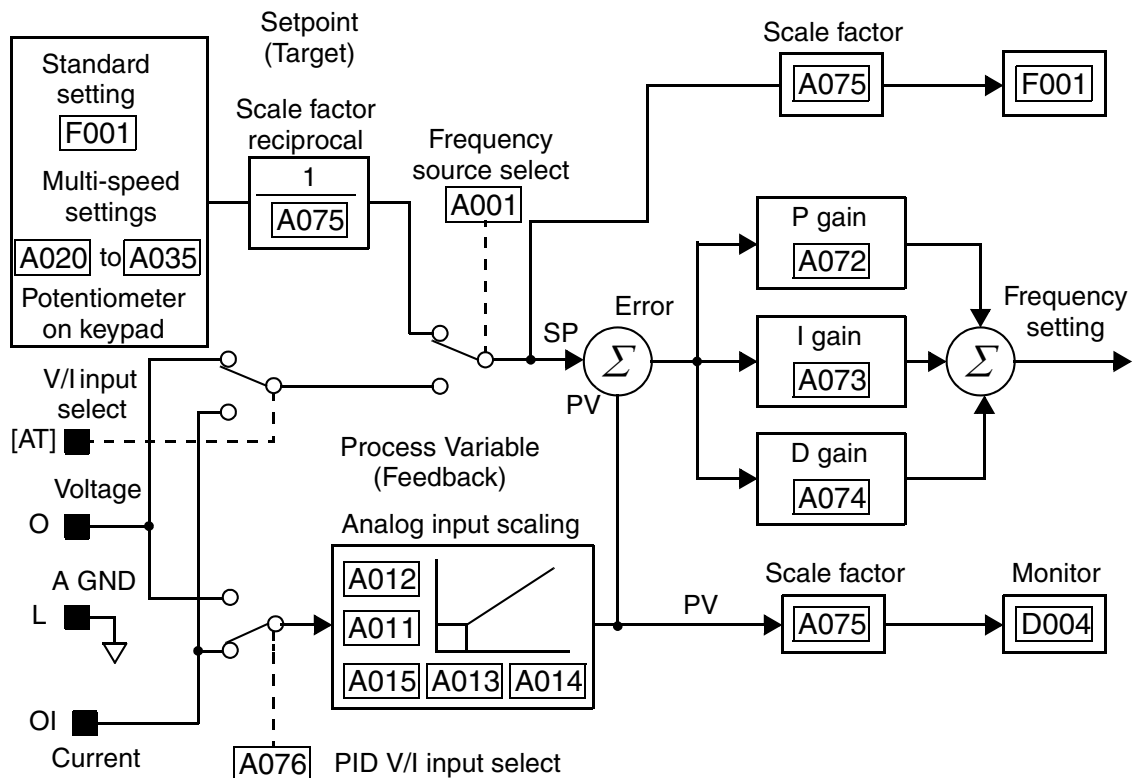 Setpoint
(Target)
Scale factor
Standard
setting
F001
Multi-speed
settings
A020 to A035
Potentiometer
on keypad
Scale factor
reciprocal
1
A075
Frequency
source select
A001
A075
F001
P gain
A072
I gain
A073
D gain
A074
Error
SP
Σ
PV
Σ
Frequency
setting
V/I input
select
[AT]
Voltage
O
A GND
L
OI
Current
Process Variable
(Feedback)
Analog input scaling
A012
A011
A015 A013 A014
A076 PID V/I input select
PV
Scale factor
A075
Monitor
D004